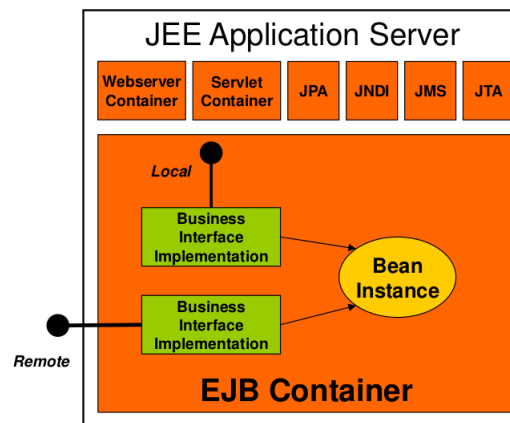 JEE Application Server
Webserver
Container
Servlet
Container
JPA
JNDI
JMS
JTA
Local
Business
Interface
Implementation
Bean
Instance
Business
Interface
Implementation
Remote
EJB Container